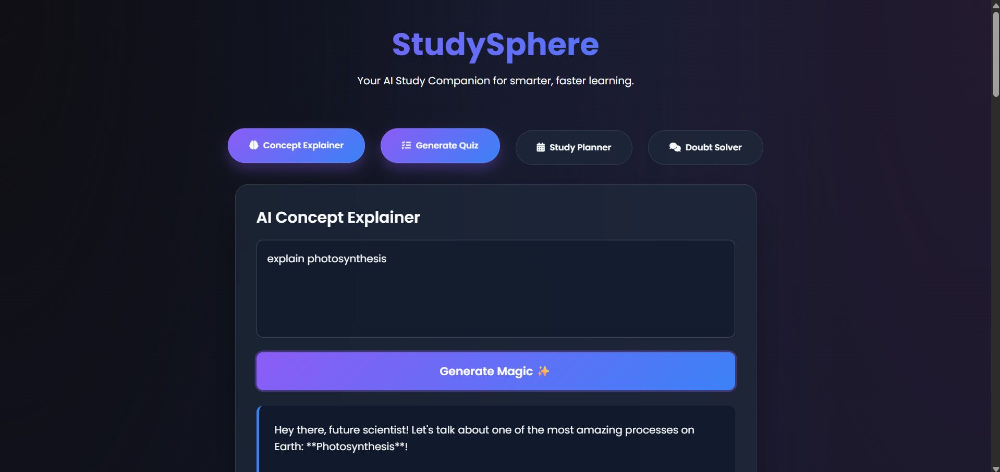 StudySphere
Your AI Study Companion for smarter, faster learning.
Concept Explainer
Generate Quiz
Study Planner
Doubt Solver
AI Concept Explainer
explain photosynthesis
Generate Magic ✨
Hey there, future scientist! Let's talk about one of the most amazing processes on
Earth: **Photosynthesis**!